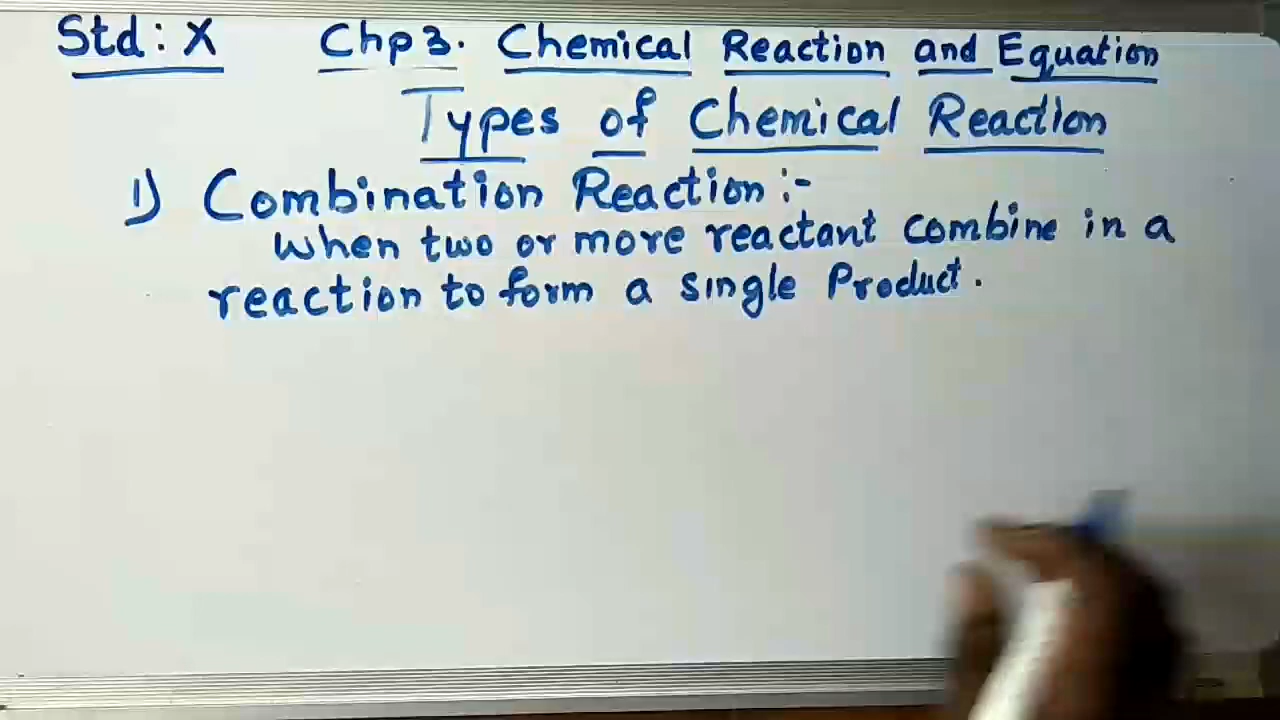 Std: X Chp 3. Chemical Reaction and Equation
Types of Chemical Reaction
1) Combination Reaction :-
When two or more reactant combine in a
reaction to form a single Product.